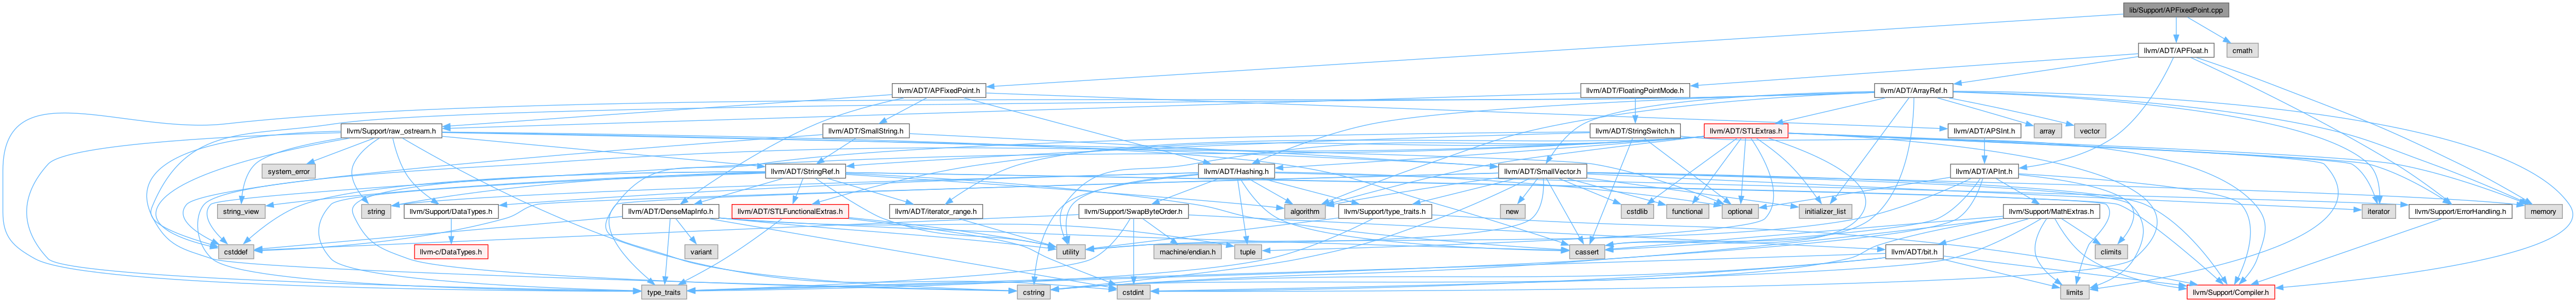 lib/Support/APFixedPoint.cpp
llvm/ADT/APFloat.h
cmath
llvm/ADT/APFixedPoint.h
llvm/ADT/FloatingPointMode.h
llvm/ADT/ArrayRef.h
llvm/Support/raw_ostream.h
llvm/ADT/SmallString.h
llvm/ADT/StringSwitch.h
llvm/ADT/STLExtras.h
llvm/ADT/APSInt.h
array
vector
system_error
llvm/ADT/StringRef.h
llvm/ADT/Hashing.h
llvm/ADT/SmallVector.h
llvm/ADT/APInt.h
string_view
string
llvm/Support/DataTypes.h
llvm/ADT/DenseMapInfo.h
llvm/ADT/STLFunctionalExtras.h
llvm/ADT/iterator_range.h
llvm/Support/SwapByteOrder.h
algorithm
llvm/Support/type_traits.h
new
cstdlib
functional
optional
initializer_list
llvm/Support/MathExtras.h
iterator
llvm/Support/ErrorHandling.h
memory
cstddef
llvm-c/DataTypes.h
variant
utility
machine/endian.h
tuple
cassert
llvm/ADT/bit.h
climits
type_traits
cstring
cstdint
limits
llvm/Support/Compiler.h